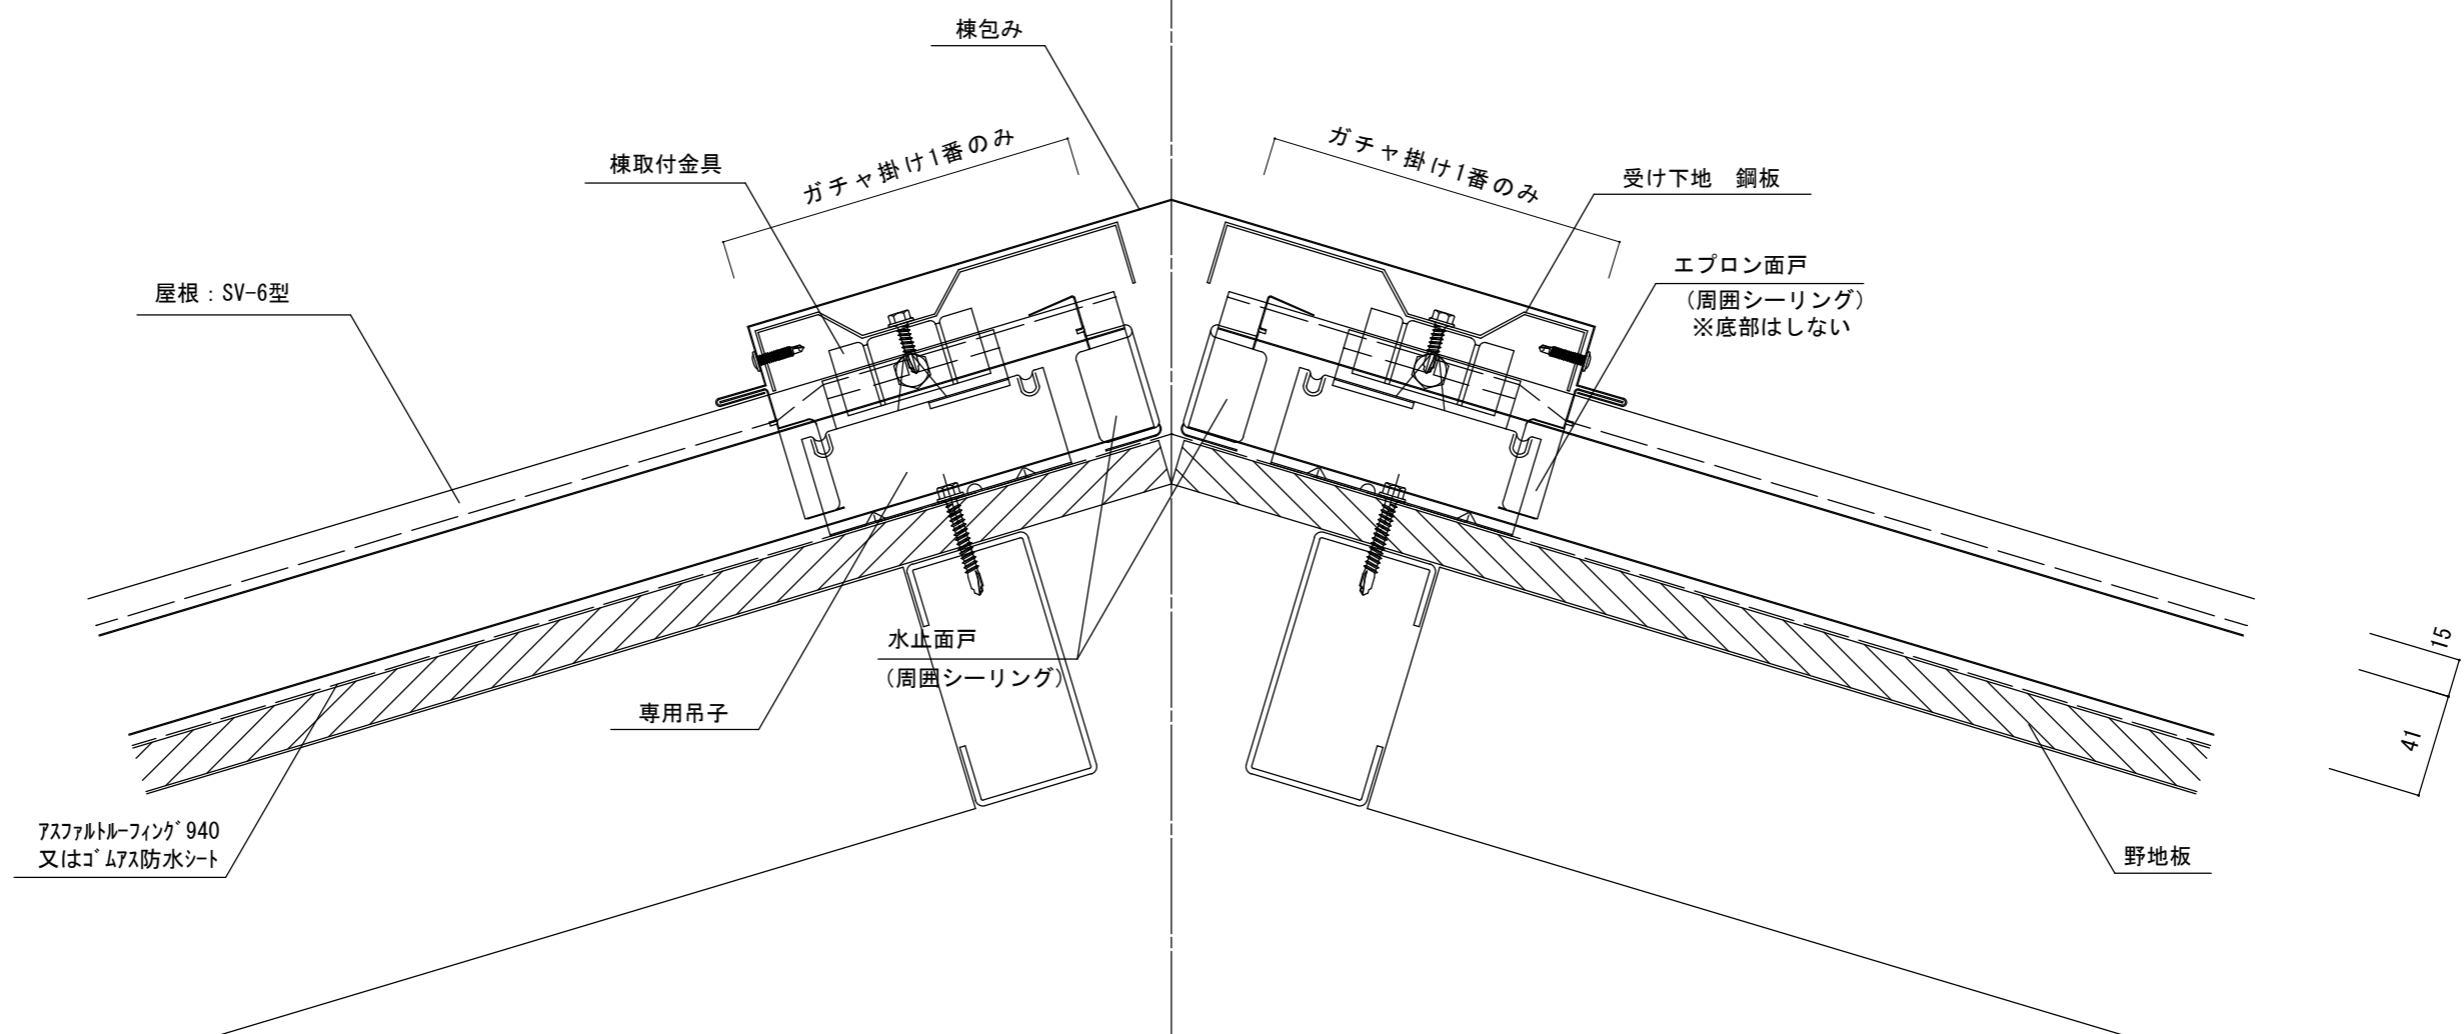 棟包み
棟取付金具
ガチャ掛け1番のみ
ガチャ掛け1番のみ
受け下地　鋼板
エプロン面戸
(周囲シーリング)
※底部はしない
屋根：SV-6型
水止面戸
(周囲シーリング)
専用吊子
ｱｽﾌｧﾙﾄﾙｰﾌｨﾝｸﾞ940
又はｺﾞﾑｱｽ防水ｼｰﾄ
野地板
15
41